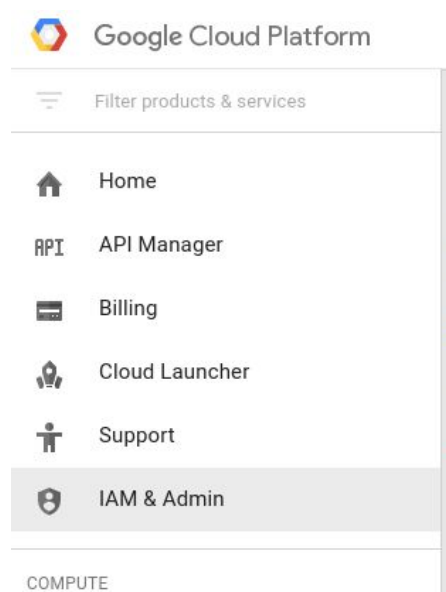 Google Cloud Platform
Filter products & services
Home
API API Manager
Billing
Cloud Launcher
Support
IAM & Admin
COMPUTE